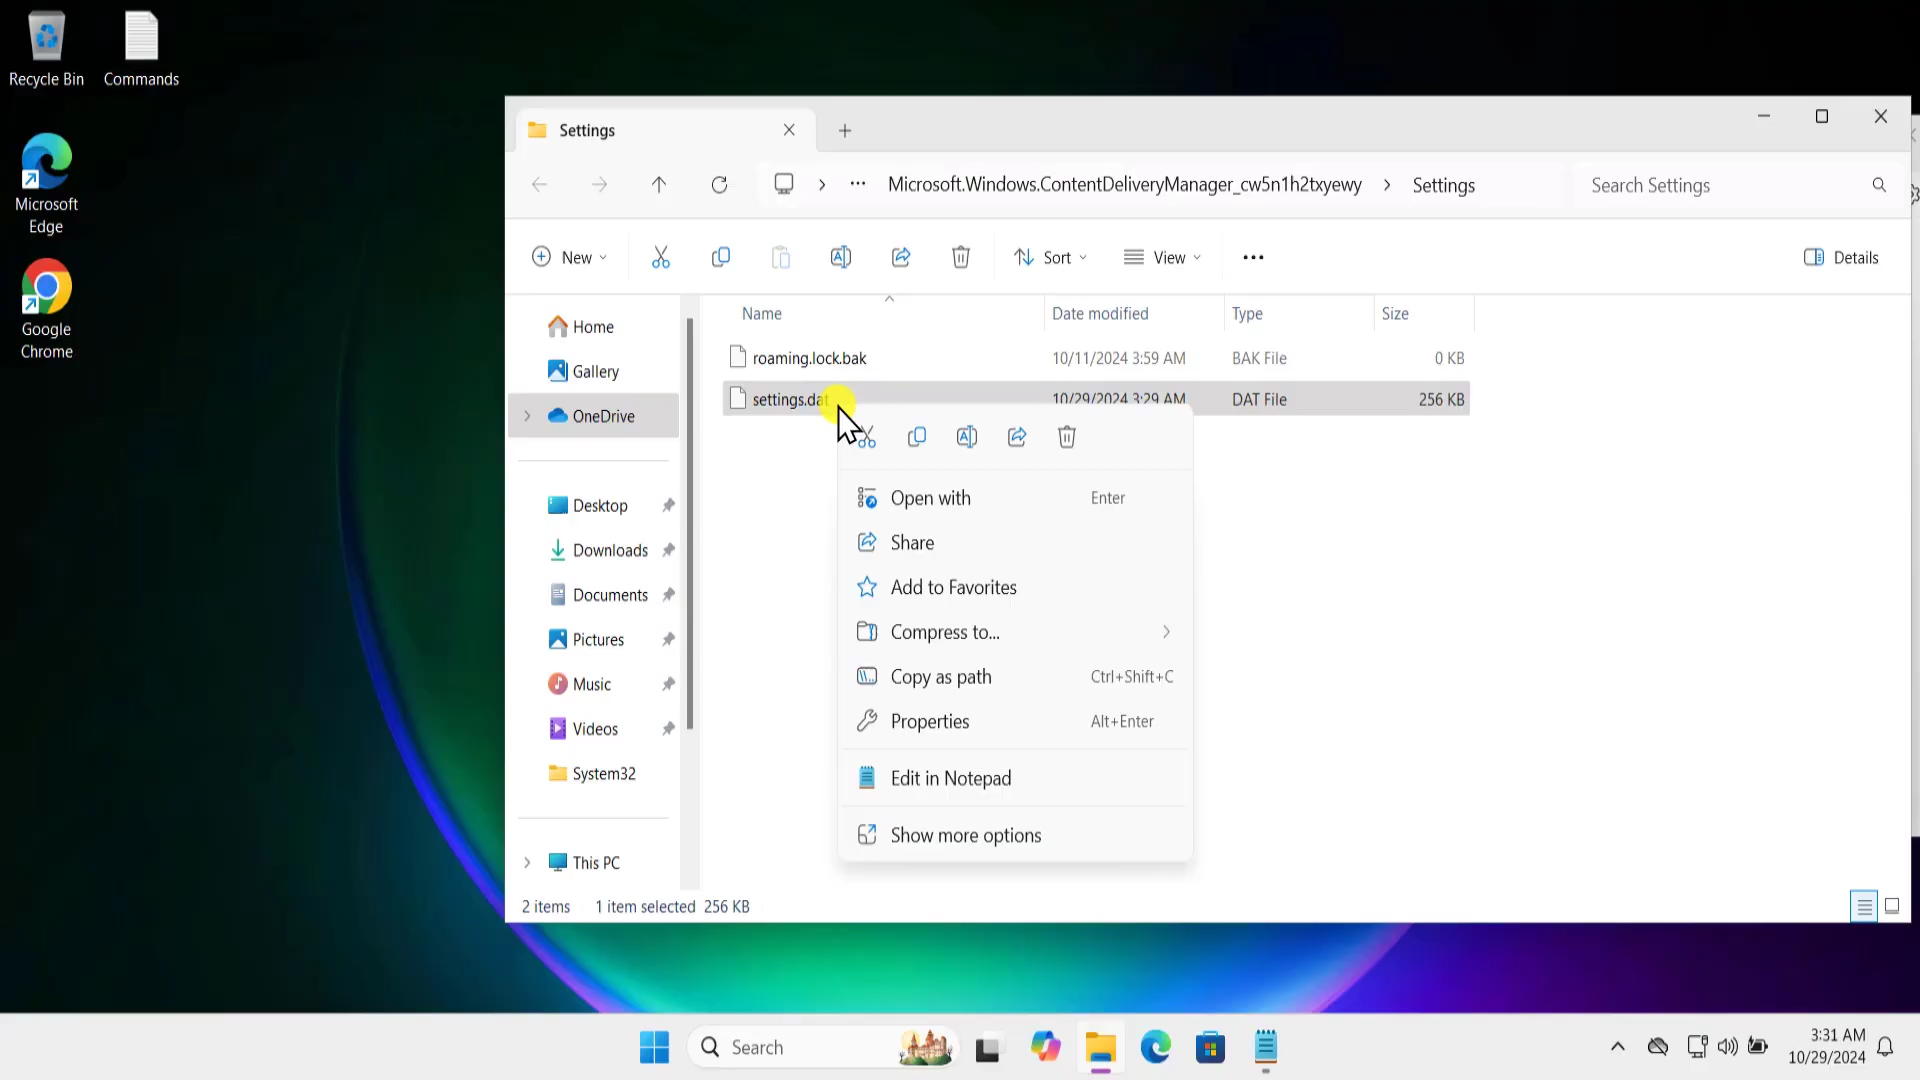 Recycle Bin
Commands
Microsoft
Edge
Google
Chrome
Settings
Microsoft.Windows.ContentDeliveryManager_cw5n1h2txyewy
Settings
Search Settings
New
Sort
View
Details
Name
Date modified
Type
Size
roaming.lock.bak
10/11/2024 3:59 AM
BAK File
0 KB
settings.dat
10/29/2024 3:29 AM
DAT File
256 KB
Home
Gallery
OneDrive
Desktop
Downloads
Documents
Pictures
Music
Videos
System32
This PC
Open with
Enter
Share
Add to Favorites
Compress to...
Copy as path
Ctrl+Shift+C
Properties
Alt+Enter
Edit in Notepad
Show more options
2 items
1 item selected 256 KB
Search
3:31 AM
10/29/2024